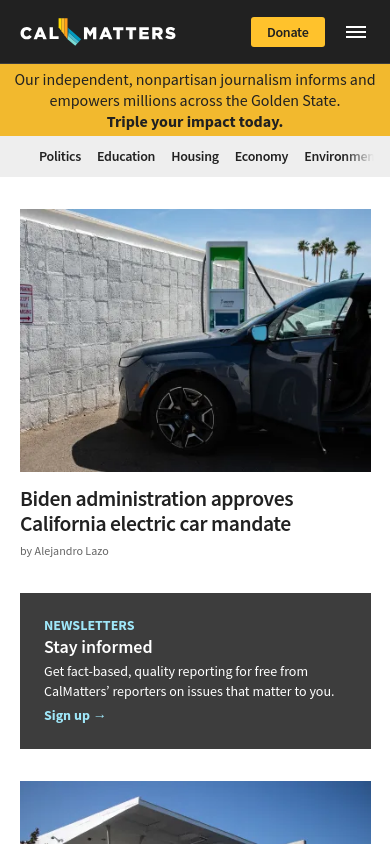 CAL MATTERS
Donate
Our independent, nonpartisan journalism informs and
empowers millions across the Golden State.
Triple your impact today.
Politics Education Housing Economy
Biden administration approves
California electric car mandate
by Alejandro Lazo
NEWSLETTERS
Stay informed
Get fact-based, quality reporting for free from
CalMatters’ reporters on issues that matter to you.
Sign up →